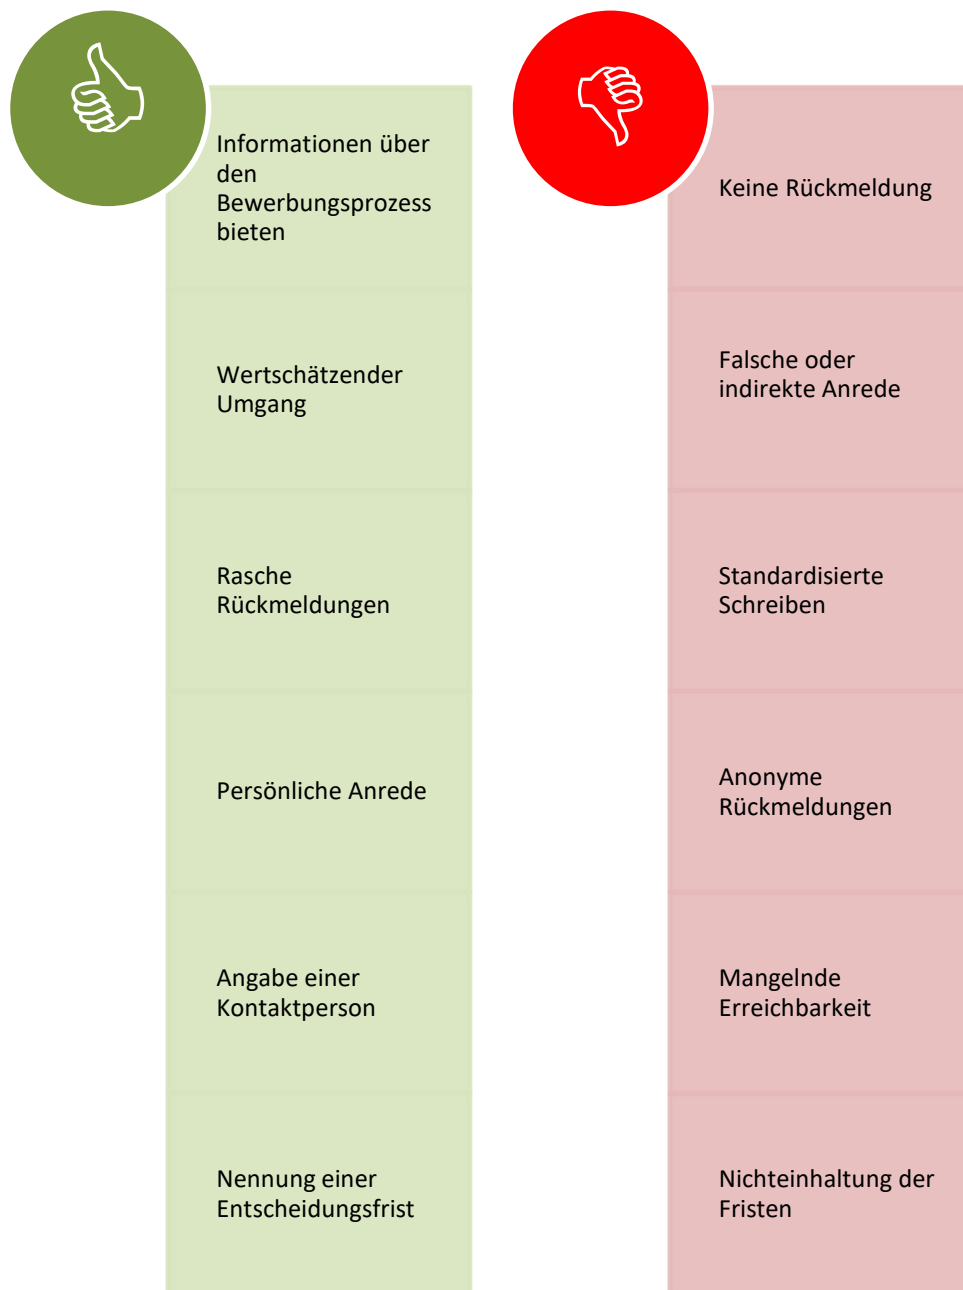 Informationen über
den
Bewerbungsprozess
bieten
Wertschätzender
Umgang
Rasche
Rückmeldungen
Persönliche Anrede
Angabe einer
Kontaktperson
Nennung einer
Entscheidungsfrist
Keine Rückmeldung
Falsche oder
indirekte Anrede
Standardisierte
Schreiben
Anonyme
Rückmeldungen
Mangelnde
Erreichbarkeit
Nichteinhaltung der
Fristen